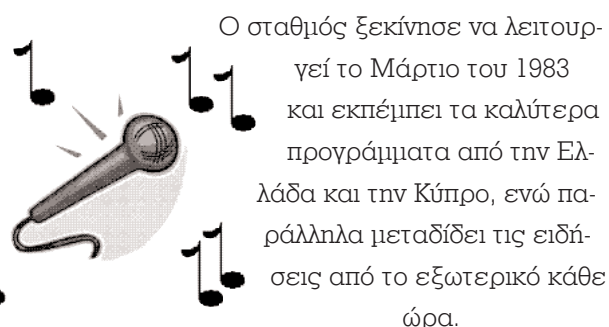 Ο σταθμός ξεκίνησε να λειτουρ-
γεί το Μάρτιο του 1983
και εκπέμπει τα καλύτερα
προγράμματα από την Ελ-
λάδα και την Κύπρο, ενώ πα-
ράλληλα μεταδίδει τις ειδή-
σεις από το εξωτερικό κάθε
ώρα.